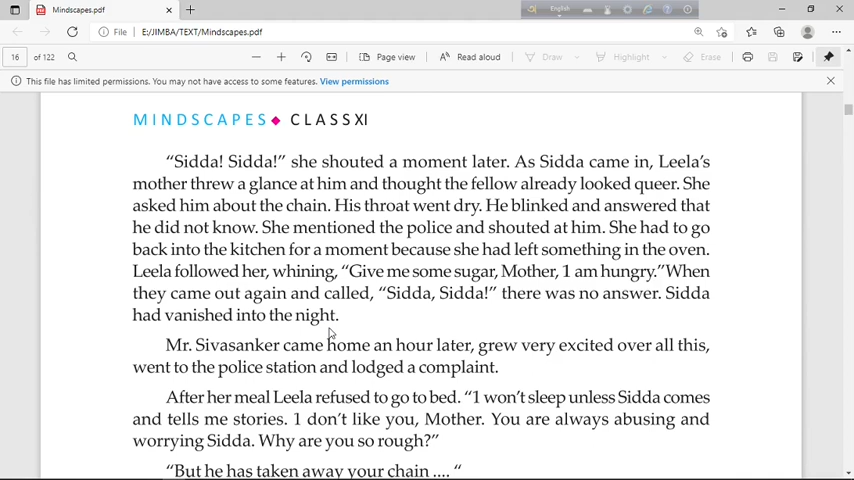 Mindscapes.pdf
English
File
E:/JIMBA/TEXT/Mindscapes.pdf
16 of 122
Page view
Read aloud
Draw
Highlight
Erase
This file has limited permissions. You may not have access to some features. View permissions
MINDSCAPES ◆ CLASS XI
“Sidda! Sidda!” she shouted a moment later. As Sidda came in, Leela’s
mother threw a glance at him and thought the fellow already looked queer. She
asked him about the chain. His throat went dry. He blinked and answered that
he did not know. She mentioned the police and shouted at him. She had to go
back into the kitchen for a moment because she had left something in the oven.
Leela followed her, whining, “Give me some sugar, Mother, 1 am hungry.”When
they came out again and called, “Sidda, Sidda!” there was no answer. Sidda
had vanished into the night.
Mr. Sivasanker came home an hour later, grew very excited over all this,
went to the police station and lodged a complaint.
After her meal Leela refused to go to bed. “1 won’t sleep unless Sidda comes
and tells me stories. 1 don’t like you, Mother. You are always abusing and
worrying Sidda. Why are you so rough?”
“But he has taken away your chain .... “